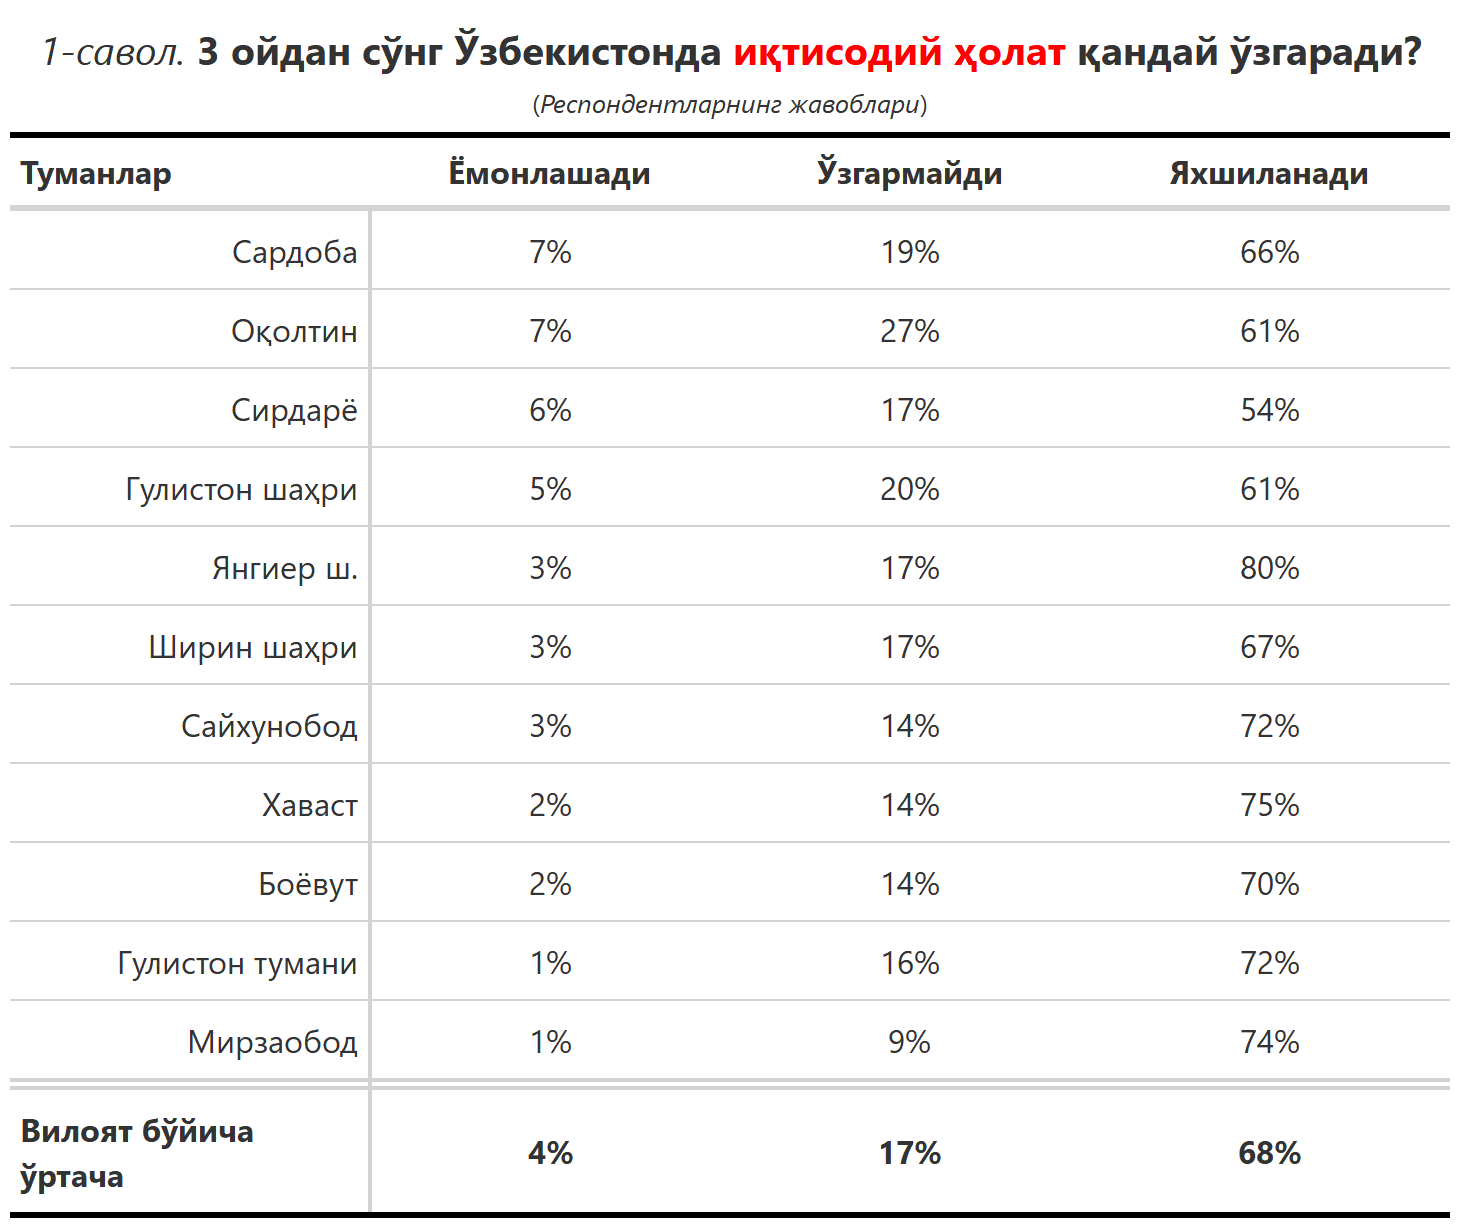 1-савол. 3 ойдан сўнг Ўзбекистонда иқтисодий ҳолат қандай ўзгаради?
(Респондентларнинг жавоблари)
Туманлар Ёмонлашади Ўзгармайди Яхшиланади
Сардоба 7% 19% 66%
Оқолтин 7% 27% 61%
Сирдарё 6% 17% 54%
Гулистон шаҳри 5% 20% 61%
Янгиер ш. 3% 17% 80%
Ширин шаҳри 3% 17% 67%
Сайхунобод 3% 14% 72%
Хаваст 2% 14% 75%
Боёвут 2% 14% 70%
Гулистон тумани 1% 16% 72%
Мирзаобод 1% 9% 74%
Вилоят бўйича
ўртача 4% 17% 68%